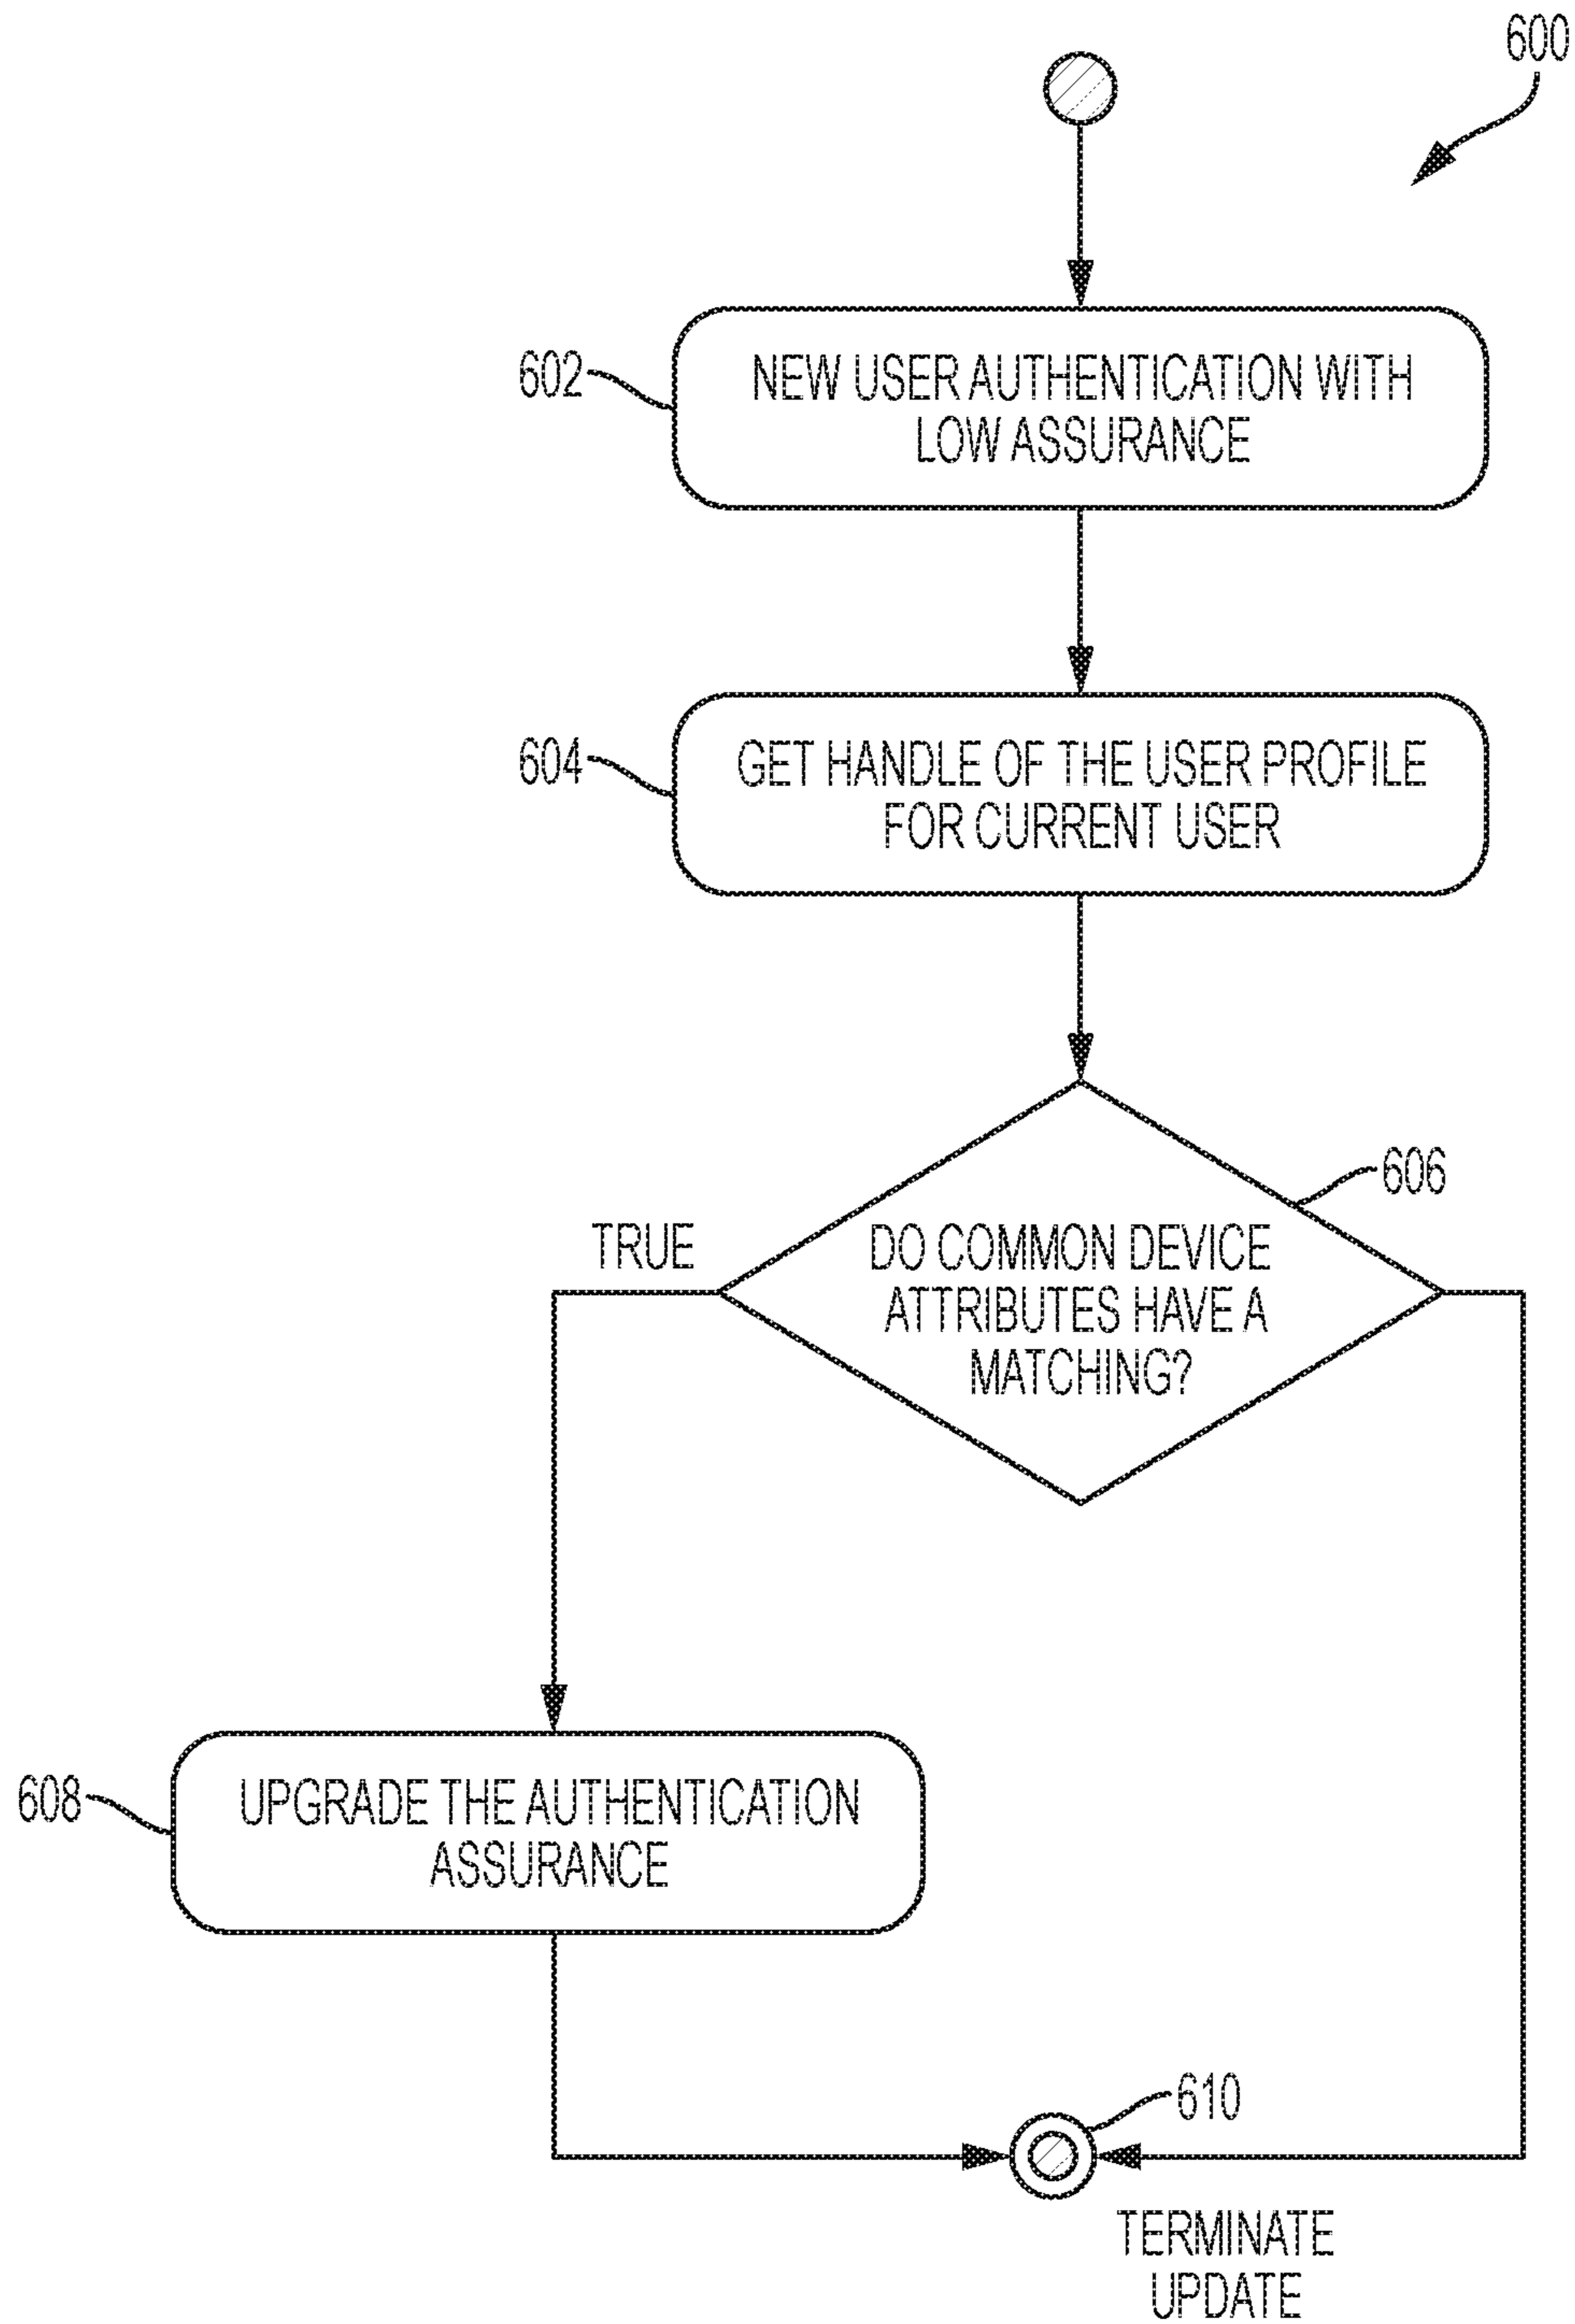 600
602
NEW USER AUTHENTICATION WITH
LOW ASSURANCE
604
GET HANDLE OF THE USER PROFILE
FOR CURRENT USER
606
TRUE
DO COMMON DEVICE
ATTRIBUTES HAVE A
MATCHING?
608
UPGRADE THE AUTHENTICATION
ASSURANCE
610
TERMINATE
UPDATE